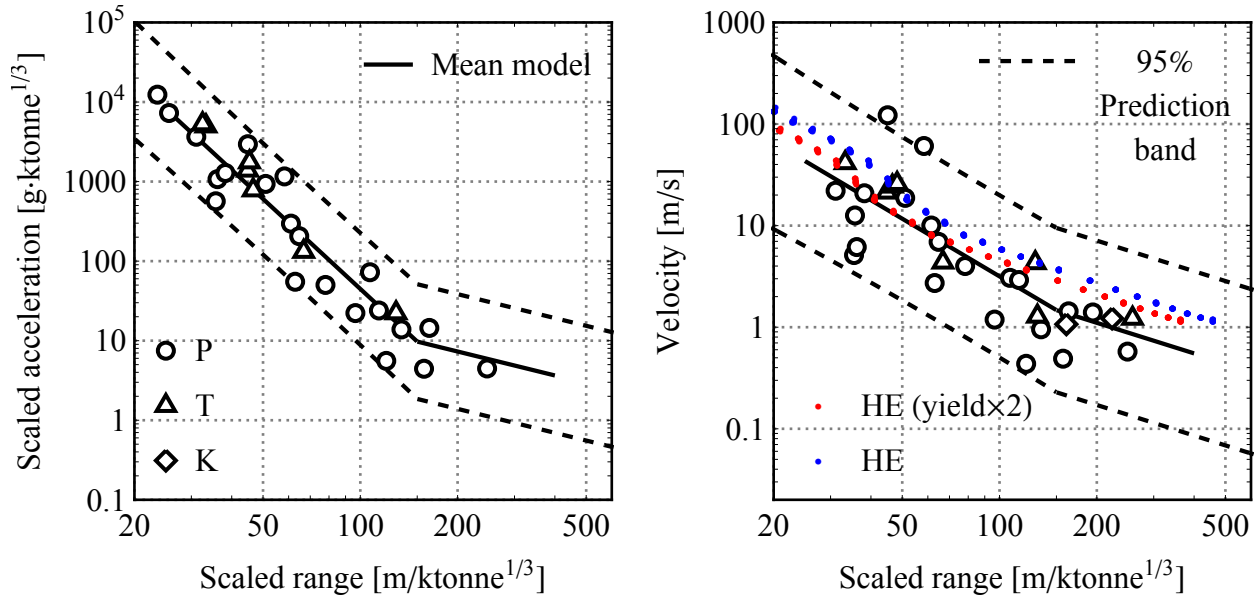 Scaled acceleration [g·ktonne^1/3]
10^5
10^4
1000
100
10
1
0.1
Mean model
P
T
K
20
50
100
200
500
Scaled range [m/ktonne^1/3]
Velocity [m/s]
1000
100
10
1
0.1
95%
Prediction
band
HE (yield×2)
HE
20
50
100
200
500
Scaled range [m/ktonne^1/3]